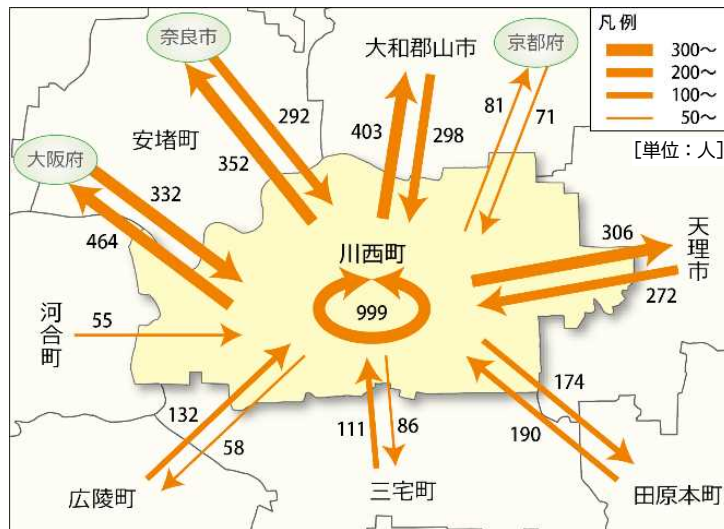 奈良市
大和郡山市
京都府
凡例
300～
200～
100～
50～
[単位：人]
292
352
403
298
81
71
安堵町
大阪府
332
464
川西町
999
306
272
天理市
河合町
55
132
58
111
86
174
190
広陵町
三宅町
田原本町